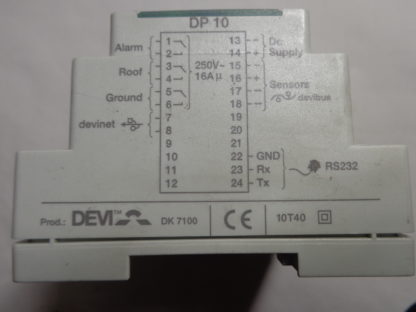 DP 10
Alarm 1 13 – Dc.
2 14 + Supply
Roof 3 250V~ 15 –
4 16Aµ 16 + Sensors
Ground 5 17 – devibus
6 18 +
devinet 7 19
8 20
9 21
10 22 – GND
11 23 – Rx RS232
12 24 – Tx
Prod.: DEVI™ DK 7100 CE 10T40